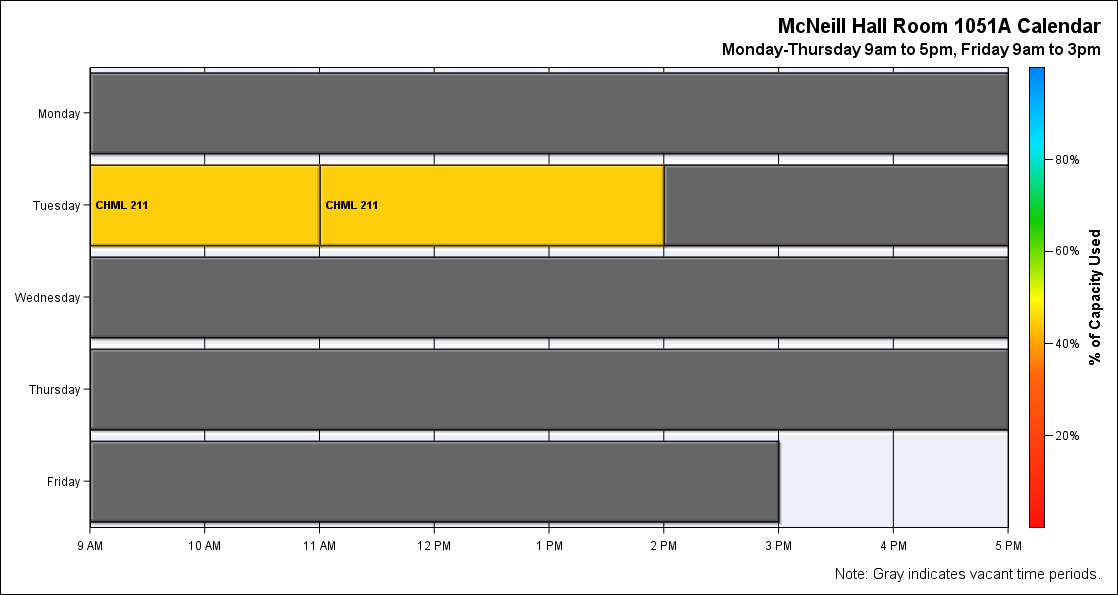 McNeill Hall Room 1051A Calendar
Monday-Thursday 9am to 5pm, Friday 9am to 3pm
Monday
Tuesday
CHML 211
CHML 211
Wednesday
Thursday
Friday
9 AM
10 AM
11 AM
12 PM
1 PM
2 PM
3 PM
4 PM
5 PM
80%
60%
40%
20%
% of Capacity Used
Note: Gray indicates vacant time periods.